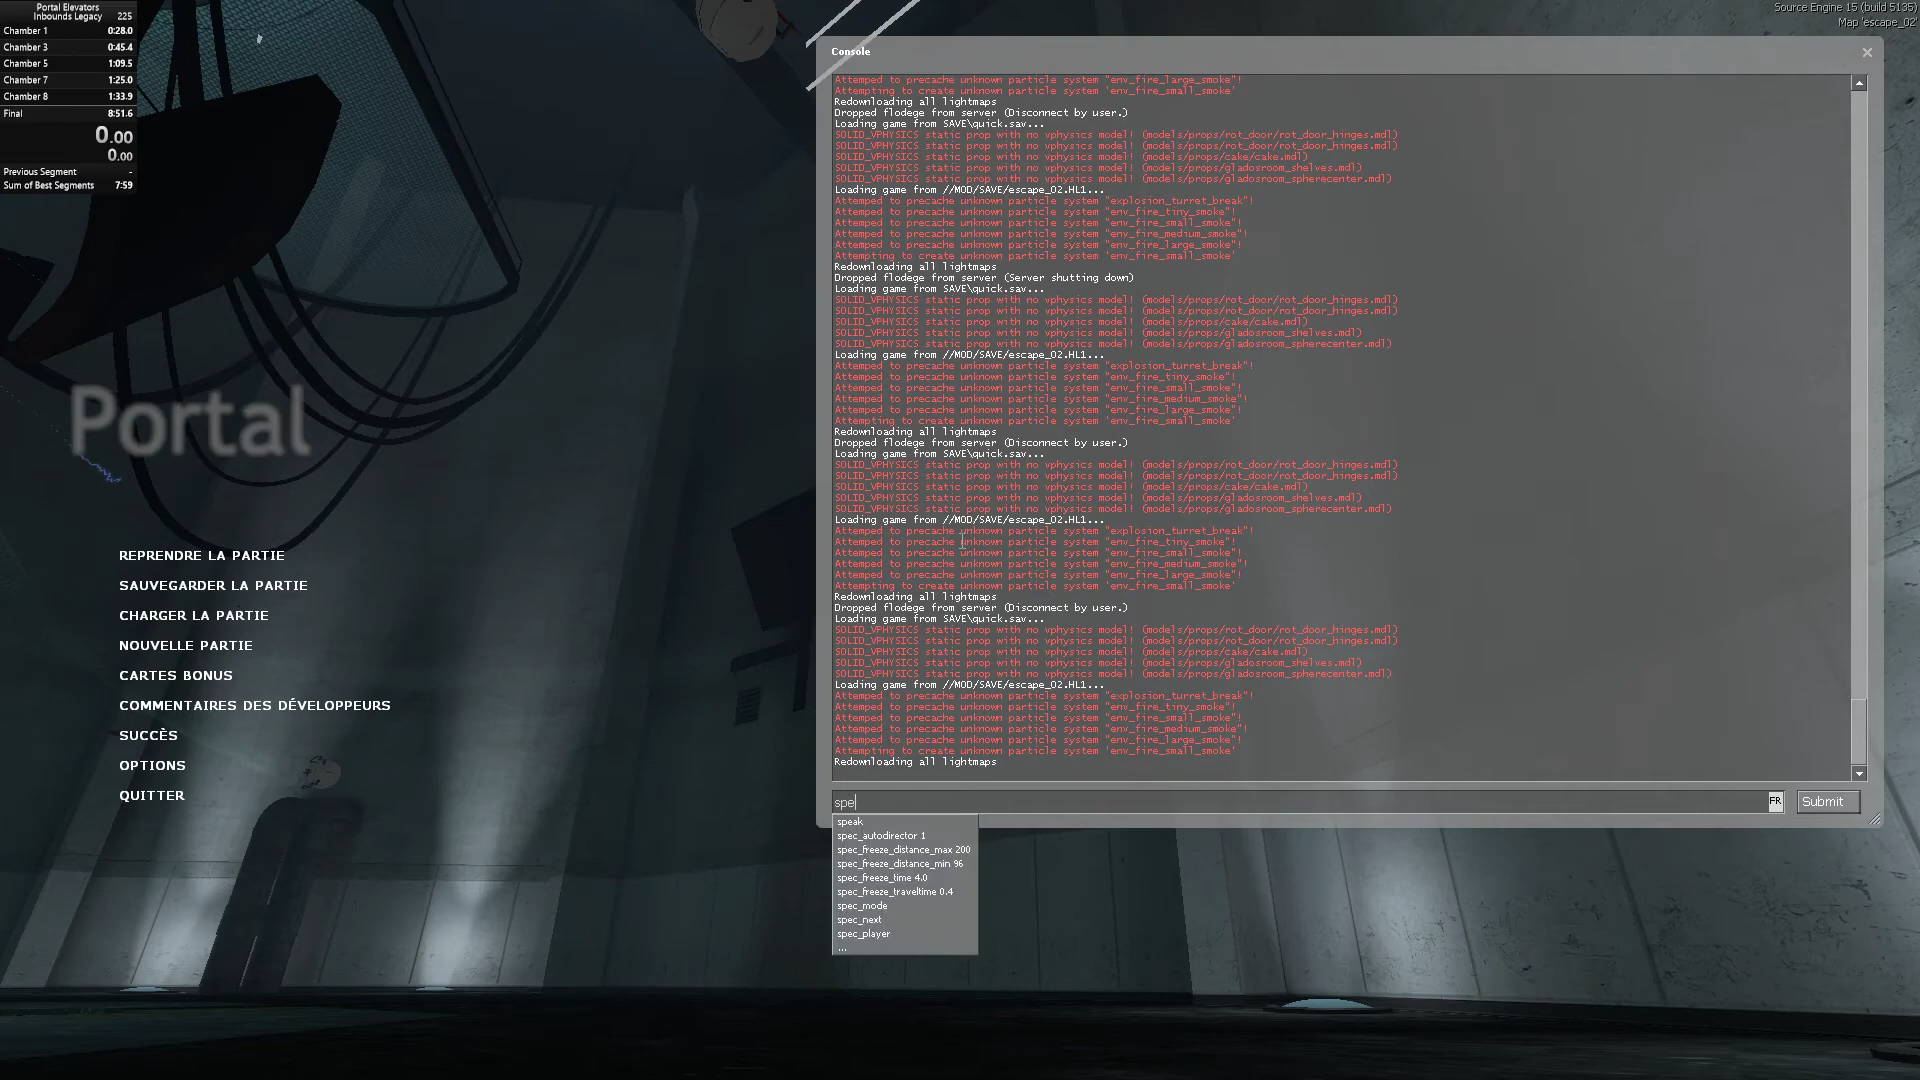 Portal Elevators
Inbounds Legacy 225
Chamber 1 0:28.0
Chamber 3 0:45.4
Chamber 5 1:09.5
Chamber 7 1:25.0
Chamber 8 1:33.9
Final 8:51.6
0.00
0.00
Previous Segment -
Sum of Best Segments 7:59
Source Engine 15 (build 5135)
Map 'escape_02'
Portal
REPRENDRE LA PARTIE
SAUVEGARDER LA PARTIE
CHARGER LA PARTIE
NOUVELLE PARTIE
CARTES BONUS
COMMENTAIRES DES DÉVELOPPEURS
SUCCÈS
OPTIONS
QUITTER
Console
Attemped to precache unknown particle system "env_fire_large_smoke"!
Attempting to create unknown particle system 'env_fire_small_smoke'
Redownloading all lightmaps
Dropped flodege from server (Disconnect by user.)
Loading game from SAVE\quick.sav...
SOLID_VPHYSICS static prop with no vphysics model! (models/props/rot_door/rot_door_hinges.mdl)
SOLID_VPHYSICS static prop with no vphysics model! (models/props/rot_door/rot_door_hinges.mdl)
SOLID_VPHYSICS static prop with no vphysics model! (models/props/cake/cake.mdl)
SOLID_VPHYSICS static prop with no vphysics model! (models/props/gladosroom_shelves.mdl)
SOLID_VPHYSICS static prop with no vphysics model! (models/props/gladosroom_spherecenter.mdl)
Loading game from //MOD/SAVE/escape_02.HL1...
Attemped to precache unknown particle system "explosion_turret_break"!
Attemped to precache unknown particle system "env_fire_tiny_smoke"!
Attemped to precache unknown particle system "env_fire_small_smoke"!
Attemped to precache unknown particle system "env_fire_medium_smoke"!
Attemped to precache unknown particle system "env_fire_large_smoke"!
Attempting to create unknown particle system 'env_fire_small_smoke'
Redownloading all lightmaps
Dropped flodege from server (Server shutting down)
Loading game from SAVE\quick.sav...
SOLID_VPHYSICS static prop with no vphysics model! (models/props/rot_door/rot_door_hinges.mdl)
SOLID_VPHYSICS static prop with no vphysics model! (models/props/rot_door/rot_door_hinges.mdl)
SOLID_VPHYSICS static prop with no vphysics model! (models/props/cake/cake.mdl)
SOLID_VPHYSICS static prop with no vphysics model! (models/props/gladosroom_shelves.mdl)
SOLID_VPHYSICS static prop with no vphysics model! (models/props/gladosroom_spherecenter.mdl)
Loading game from //MOD/SAVE/escape_02.HL1...
Attemped to precache unknown particle system "explosion_turret_break"!
Attemped to precache unknown particle system "env_fire_tiny_smoke"!
Attemped to precache unknown particle system "env_fire_small_smoke"!
Attemped to precache unknown particle system "env_fire_medium_smoke"!
Attemped to precache unknown particle system "env_fire_large_smoke"!
Attempting to create unknown particle system 'env_fire_small_smoke'
Redownloading all lightmaps
Dropped flodege from server (Disconnect by user.)
Loading game from SAVE\quick.sav...
SOLID_VPHYSICS static prop with no vphysics model! (models/props/rot_door/rot_door_hinges.mdl)
SOLID_VPHYSICS static prop with no vphysics model! (models/props/rot_door/rot_door_hinges.mdl)
SOLID_VPHYSICS static prop with no vphysics model! (models/props/cake/cake.mdl)
SOLID_VPHYSICS static prop with no vphysics model! (models/props/gladosroom_shelves.mdl)
SOLID_VPHYSICS static prop with no vphysics model! (models/props/gladosroom_spherecenter.mdl)
Loading game from //MOD/SAVE/escape_02.HL1...
Attemped to precache unknown particle system "explosion_turret_break"!
Attemped to precache unknown particle system "env_fire_tiny_smoke"!
Attemped to precache unknown particle system "env_fire_small_smoke"!
Attemped to precache unknown particle system "env_fire_medium_smoke"!
Attemped to precache unknown particle system "env_fire_large_smoke"!
Attempting to create unknown particle system 'env_fire_small_smoke'
Redownloading all lightmaps
Dropped flodege from server (Disconnect by user.)
Loading game from SAVE\quick.sav...
SOLID_VPHYSICS static prop with no vphysics model! (models/props/rot_door/rot_door_hinges.mdl)
SOLID_VPHYSICS static prop with no vphysics model! (models/props/rot_door/rot_door_hinges.mdl)
SOLID_VPHYSICS static prop with no vphysics model! (models/props/cake/cake.mdl)
SOLID_VPHYSICS static prop with no vphysics model! (models/props/gladosroom_shelves.mdl)
SOLID_VPHYSICS static prop with no vphysics model! (models/props/gladosroom_spherecenter.mdl)
Loading game from //MOD/SAVE/escape_02.HL1...
Attemped to precache unknown particle system "explosion_turret_break"!
Attemped to precache unknown particle system "env_fire_tiny_smoke"!
Attemped to precache unknown particle system "env_fire_small_smoke"!
Attemped to precache unknown particle system "env_fire_medium_smoke"!
Attemped to precache unknown particle system "env_fire_large_smoke"!
Attempting to create unknown particle system 'env_fire_small_smoke'
Redownloading all lightmaps
spe FR Submit
speak
spec_autodirector 1
spec_freeze_distance_max 200
spec_freeze_distance_min 96
spec_freeze_time 4.0
spec_freeze_traveltime 0.4
spec_mode
spec_next
spec_player
...